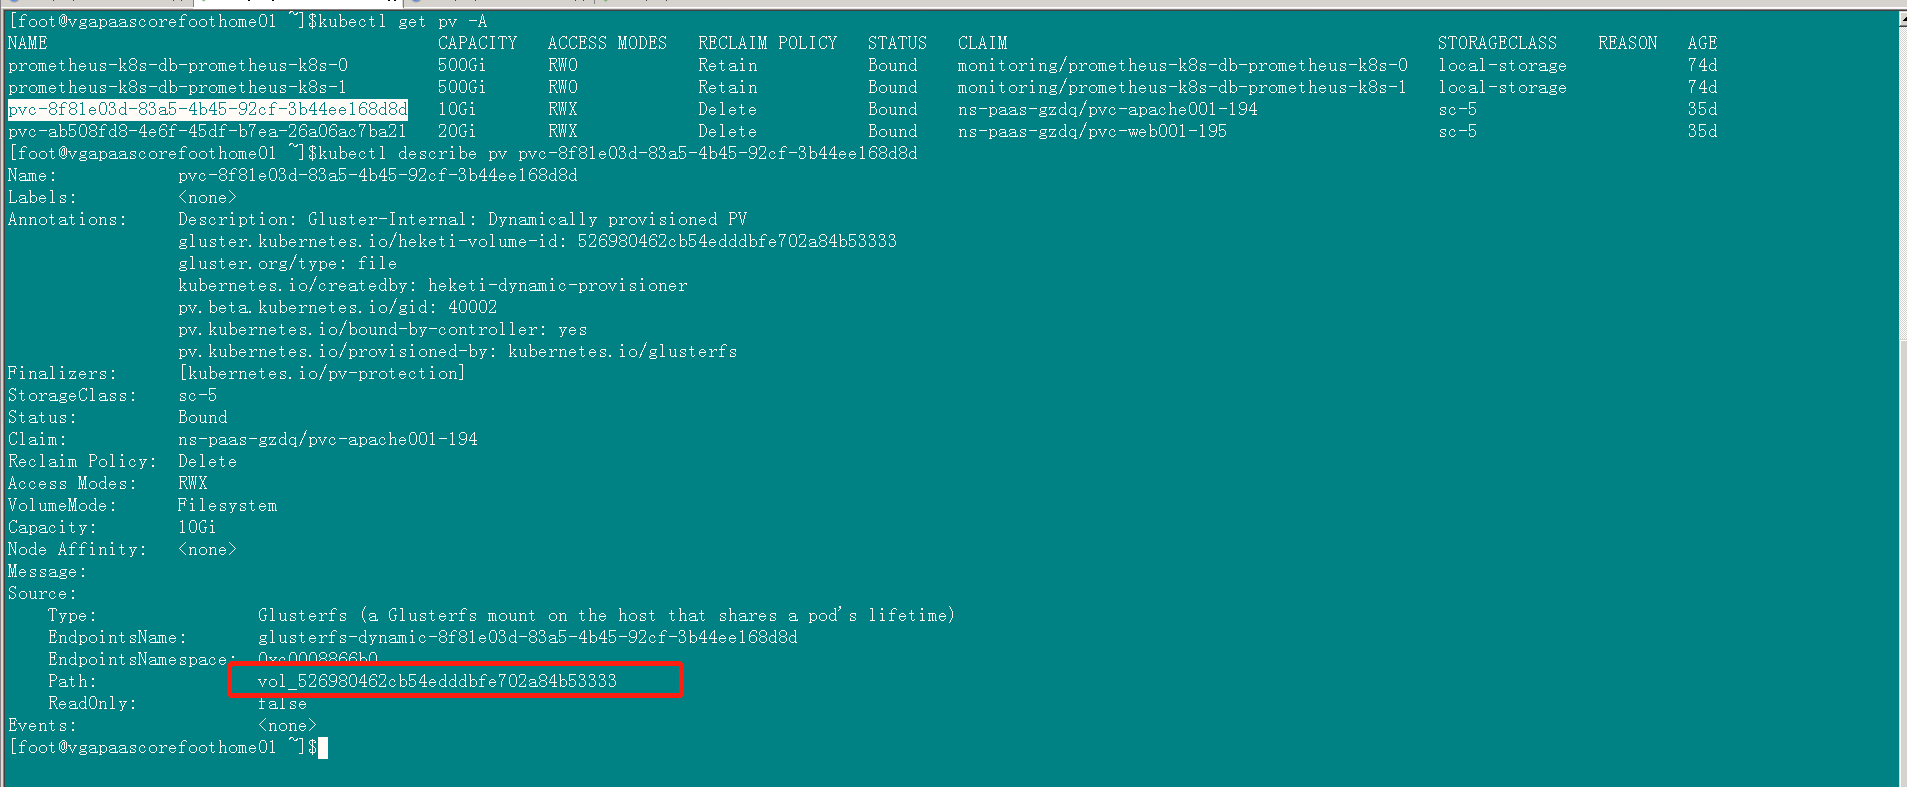 [foot@vgapaascorefoothome01 ~]$kubectl get pv -A
NAME CAPACITY ACCESS MODES RECLAIM POLICY STATUS CLAIM STORAGECLASS REASON AGE
prometheus-k8s-db-prometheus-k8s-0 500Gi RWO Retain Bound monitoring/prometheus-k8s-db-prometheus-k8s-0 local-storage 74d
prometheus-k8s-db-prometheus-k8s-1 500Gi RWO Retain Bound monitoring/prometheus-k8s-db-prometheus-k8s-1 local-storage 74d
pvc-8f81e03d-83a5-4b45-92cf-3b44ee168d8d 10Gi RWX Delete Bound ns-paas-gzdq/pvc-apache001-194 sc-5 35d
pvc-ab508fd8-4e6f-45df-b7ea-26a06ac7ba21 20Gi RWX Delete Bound ns-paas-gzdq/pvc-web001-195 sc-5 35d
[foot@vgapaascorefoothome01 ~]$kubectl describe pv pvc-8f81e03d-83a5-4b45-92cf-3b44ee168d8d
Name: pvc-8f81e03d-83a5-4b45-92cf-3b44ee168d8d
Labels: <none>
Annotations: Description: Gluster-Internal: Dynamically provisioned PV
gluster.kubernetes.io/heketi-volume-id: 526980462cb54edddbfe702a84b53333
gluster.org/type: file
kubernetes.io/createdby: heketi-dynamic-provisioner
pv.beta.kubernetes.io/gid: 40002
pv.kubernetes.io/bound-by-controller: yes
pv.kubernetes.io/provisioned-by: kubernetes.io/glusterfs
Finalizers: [kubernetes.io/pv-protection]
StorageClass: sc-5
Status: Bound
Claim: ns-paas-gzdq/pvc-apache001-194
Reclaim Policy: Delete
Access Modes: RWX
VolumeMode: Filesystem
Capacity: 10Gi
Node Affinity: <none>
Message:
Source:
Type: Glusterfs (a Glusterfs mount on the host that shares a pod's lifetime)
EndpointsName: glusterfs-dynamic-8f81e03d-83a5-4b45-92cf-3b44ee168d8d
EndpointsNamespace: 0xc0008866b0
Path: vol_526980462cb54edddbfe702a84b53333
ReadOnly: false
Events: <none>
[foot@vgapaascorefoothome01 ~]$